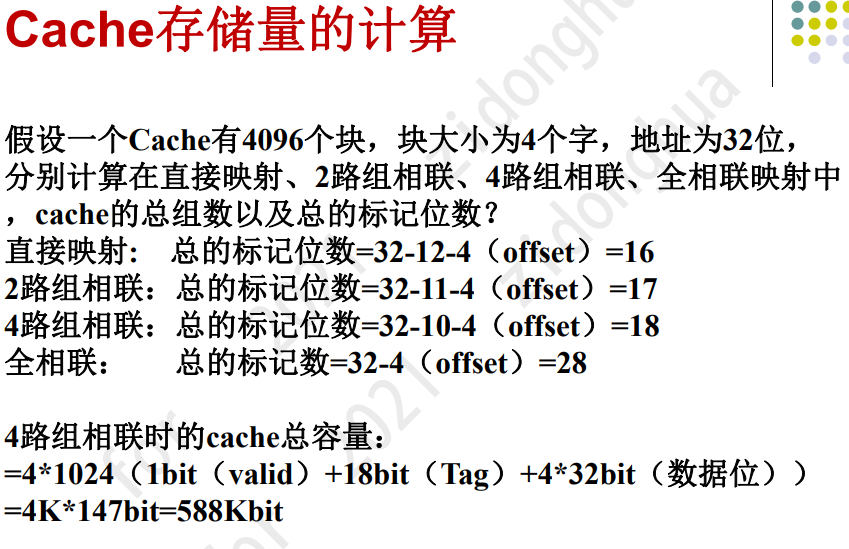 Cache存储量的计算
假设一个Cache有4096个块，块大小为4个字，地址为32位，
分别计算在直接映射、2路组相联、4路组相联、全相联映射中
，cache的总组数以及总的标记位数？
直接映射: 总的标记位数=32-12-4（offset）=16
2路组相联：总的标记位数=32-11-4（offset）=17
4路组相联：总的标记位数=32-10-4（offset）=18
全相联： 总的标记数=32-4（offset）=28
4路组相联时的cache总容量：
=4*1024（1bit（valid）+18bit（Tag）+4*32bit（数据位））
=4K*147bit=588Kbit
zidonghua
zidonghua
2021
2021
for
for